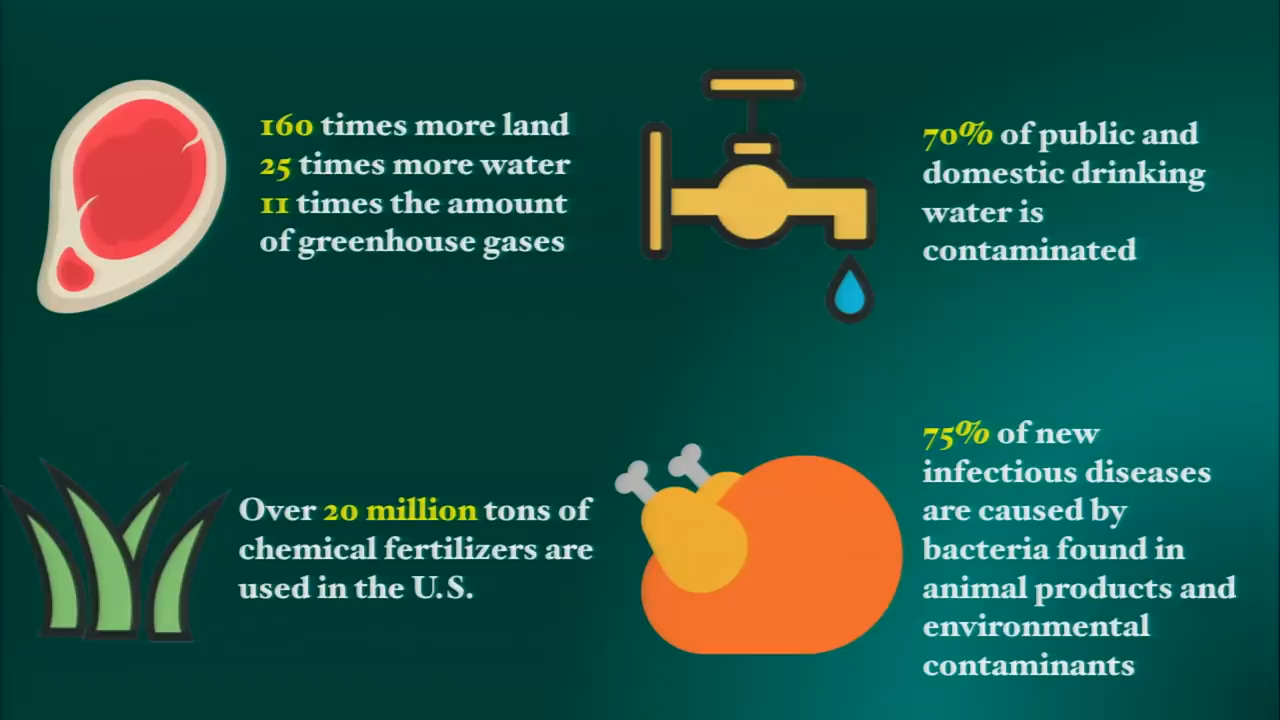 160 times more land
25 times more water
11 times the amount
of greenhouse gases
70% of public and
domestic drinking
water is
contaminated
Over 20 million tons of
chemical fertilizers are
used in the U.S.
75% of new
infectious diseases
are caused by
bacteria found in
animal products and
environmental
contaminants